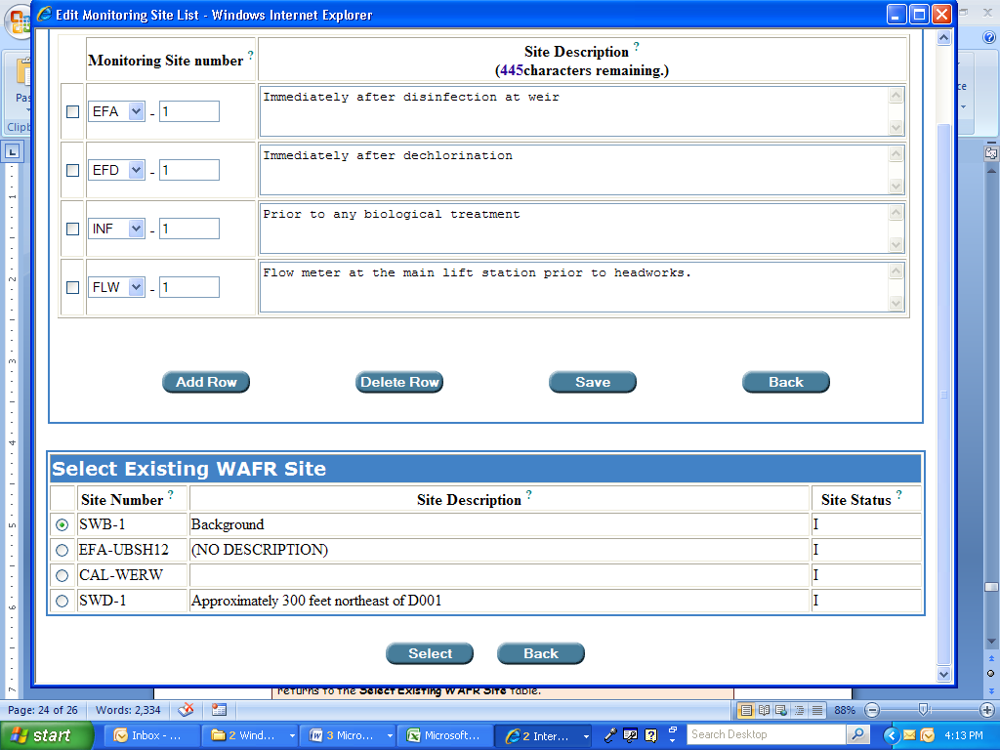 Edit Monitoring Site List - Windows Internet Explorer
Monitoring Site number ?
Site Description ?
(445characters remaining.)
EFA - 1
Immediately after disinfection at weir
EFD - 1
Immediately after dechlorination
INF - 1
Prior to any biological treatment
FLW - 1
Flow meter at the main lift station prior to headworks.
Add Row Delete Row Save Back
Select Existing WAFR Site
Site Number ? Site Description ? Site Status ?
SWB-1 Background I
EFA-UBSH12 (NO DESCRIPTION) I
CAL-WERW I
SWD-1 Approximately 300 feet northeast of D001 I
Select Back
returns to the Select Existing WAFR Site table.
Page: 24 of 26 Words: 2,334 88%
start Inbox - ... 2 Wind... 3 Micro... Microsoft... 2 Inter... Search Desktop 4:13 PM